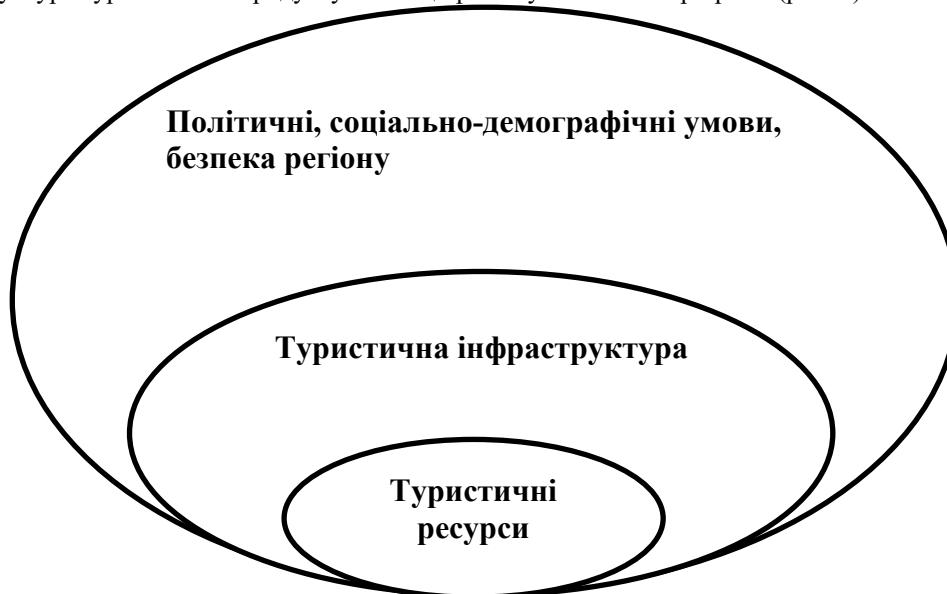 Політичні, соціально-демографічні умови,
безпека регіону
Туристична інфраструктура
Туристичні
ресурси